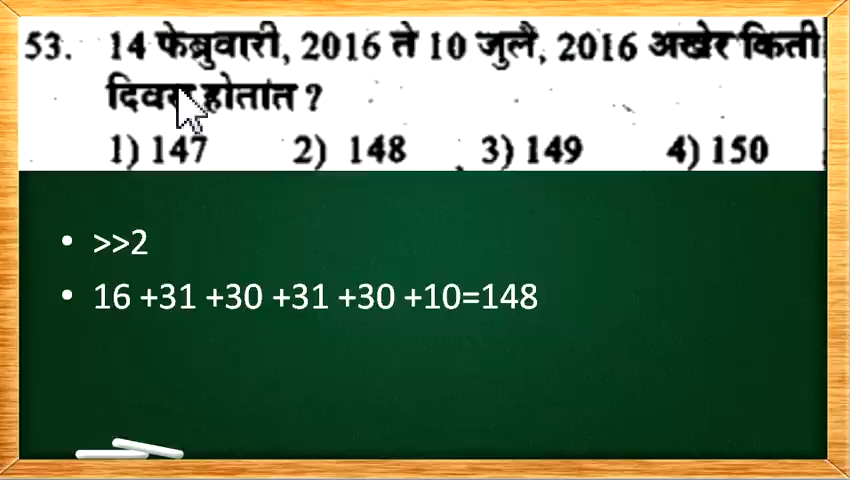 53. 14 फेब्रुवारी, 2016 ते 10 जुलै, 2016 अखेर किती
दिवस होतात ?
1) 147 2) 148 3) 149 4) 150
• >>2
• 16 +31 +30 +31 +30 +10=148